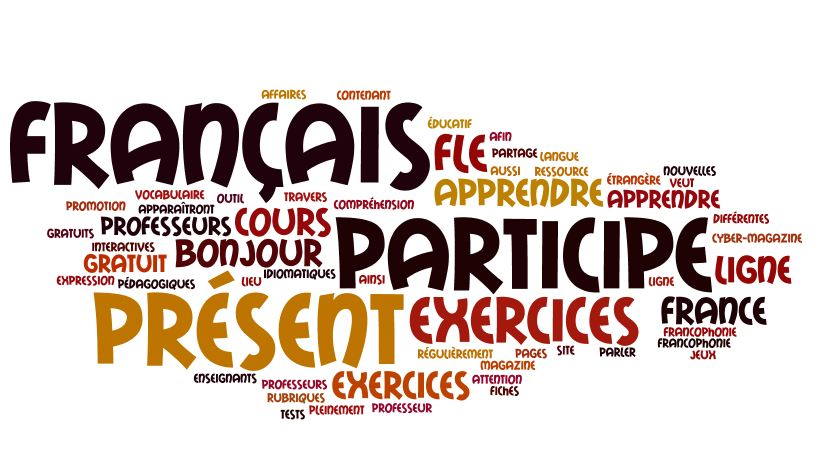 AFFAIRES CONTENANT
FRANÇAIS
ÉDUCATIF
FLE AFIN
PARTAGE LANGUE
AUSSI RESSOURCE
APPRENDRE
ÉTRANGÈRE NOUVELLES
VEUT
APPRENDRE
VOCABULAIRE OUTIL TRAVERS
PROMOTION APPARAÎTRONT COMPRÉHENSION
GRATUITS PROFESSEURS COURS
INTERACTIVES BONJOUR
GRATUIT
EXPRESSION PÉDAGOGIQUES LIEU IDIOMATIQUES AINSI
PARTICIPE
DIFFÉRENTES
CYBER-MAGAZINE
LIGNE LIGNE
PRÉSENT
EXERCICES
FRANCE
FRANCOPHONIE
FRANCOPHONIE
JEUX
RÉGULIÈREMENT PAGES SITE PARLER
MAGAZINE
ENSEIGNANTS PROFESSEURS EXERCICES ATTENTION
RUBRIQUES FICHES
TESTS PLEINEMENT PROFESSEUR